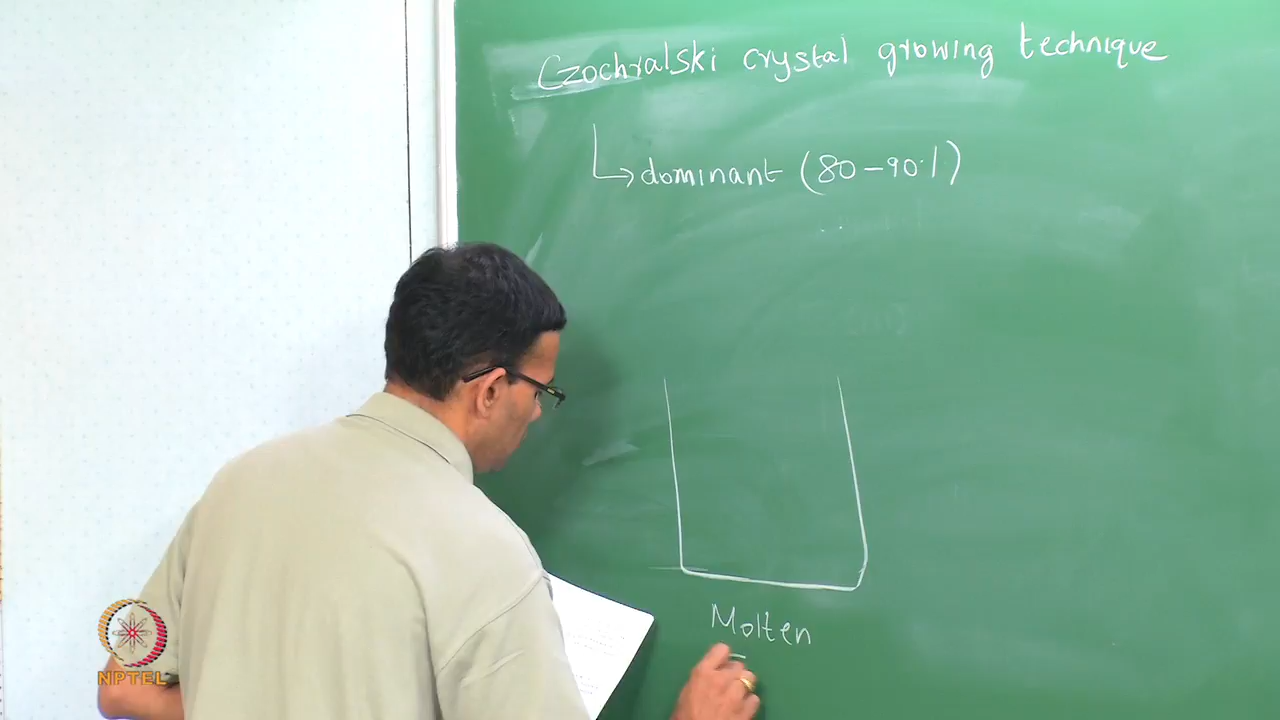 Czochralski crystal growing technique
dominant (80-90%)
Molten
NPTEL